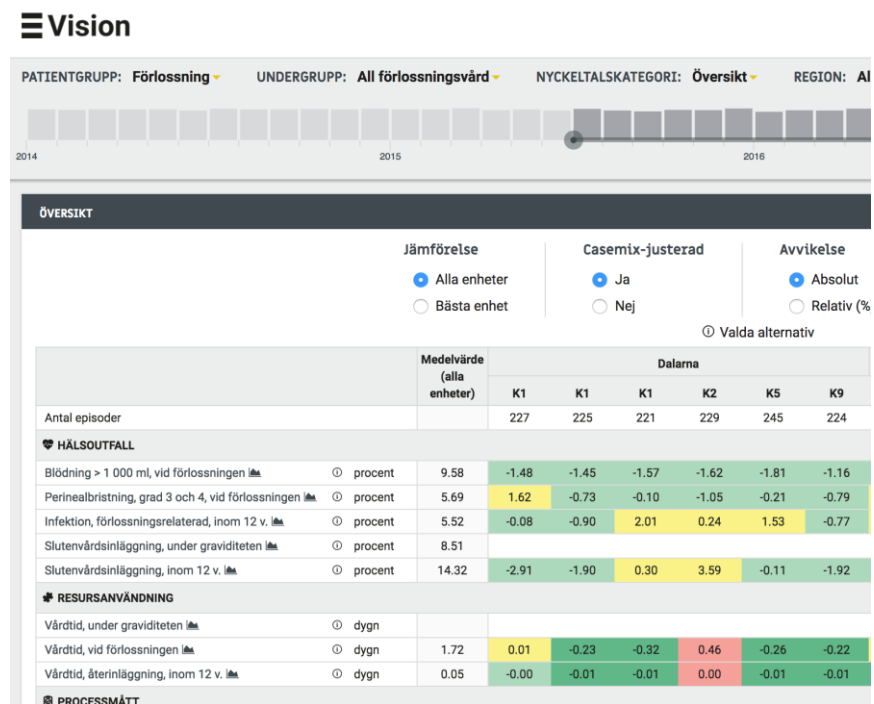 Vision
PATIENTGRUPP: Förlossning UNDERGRUPP: All förlossningsvård NYCKELTALSKATEGORI: Översikt REGION: Al
2014 2015 2016
ÖVERSIKT
Jämförelse Casemix-justerad Avvikelse
Alla enheter Ja Absolut
Bästa enhet Nej Relativ (%
Valda alternativ
Medelvärde (alla enheter) Dalarna
K1 K1 K1 K2 K5 K9
Antal episoder 227 225 221 229 245 224
HÄLSOUTFALL
Blödning > 1 000 ml, vid förlossningen procent 9.58 -1.48 -1.45 -1.57 -1.62 -1.81 -1.16
Perinealbristning, grad 3 och 4, vid förlossningen procent 5.69 1.62 -0.73 -0.10 -1.05 -0.21 -0.79
Infektion, förlossningsrelaterad, inom 12 v. procent 5.52 -0.08 -0.90 2.01 0.24 1.53 -0.77
Slutenvårdsinläggning, under graviditeten procent 8.51
Slutenvårdsinläggning, inom 12 v. procent 14.32 -2.91 -1.90 0.30 3.59 -0.11 -1.92
RESURSANVÄNDNING
Vårdtid, under graviditeten dygn
Vårdtid, vid förlossningen dygn 1.72 0.01 -0.23 -0.32 0.46 -0.26 -0.22
Vårdtid, återinläggning, inom 12 v. dygn 0.05 -0.00 -0.01 -0.01 0.00 -0.01 -0.01
PROCESSMÅTT